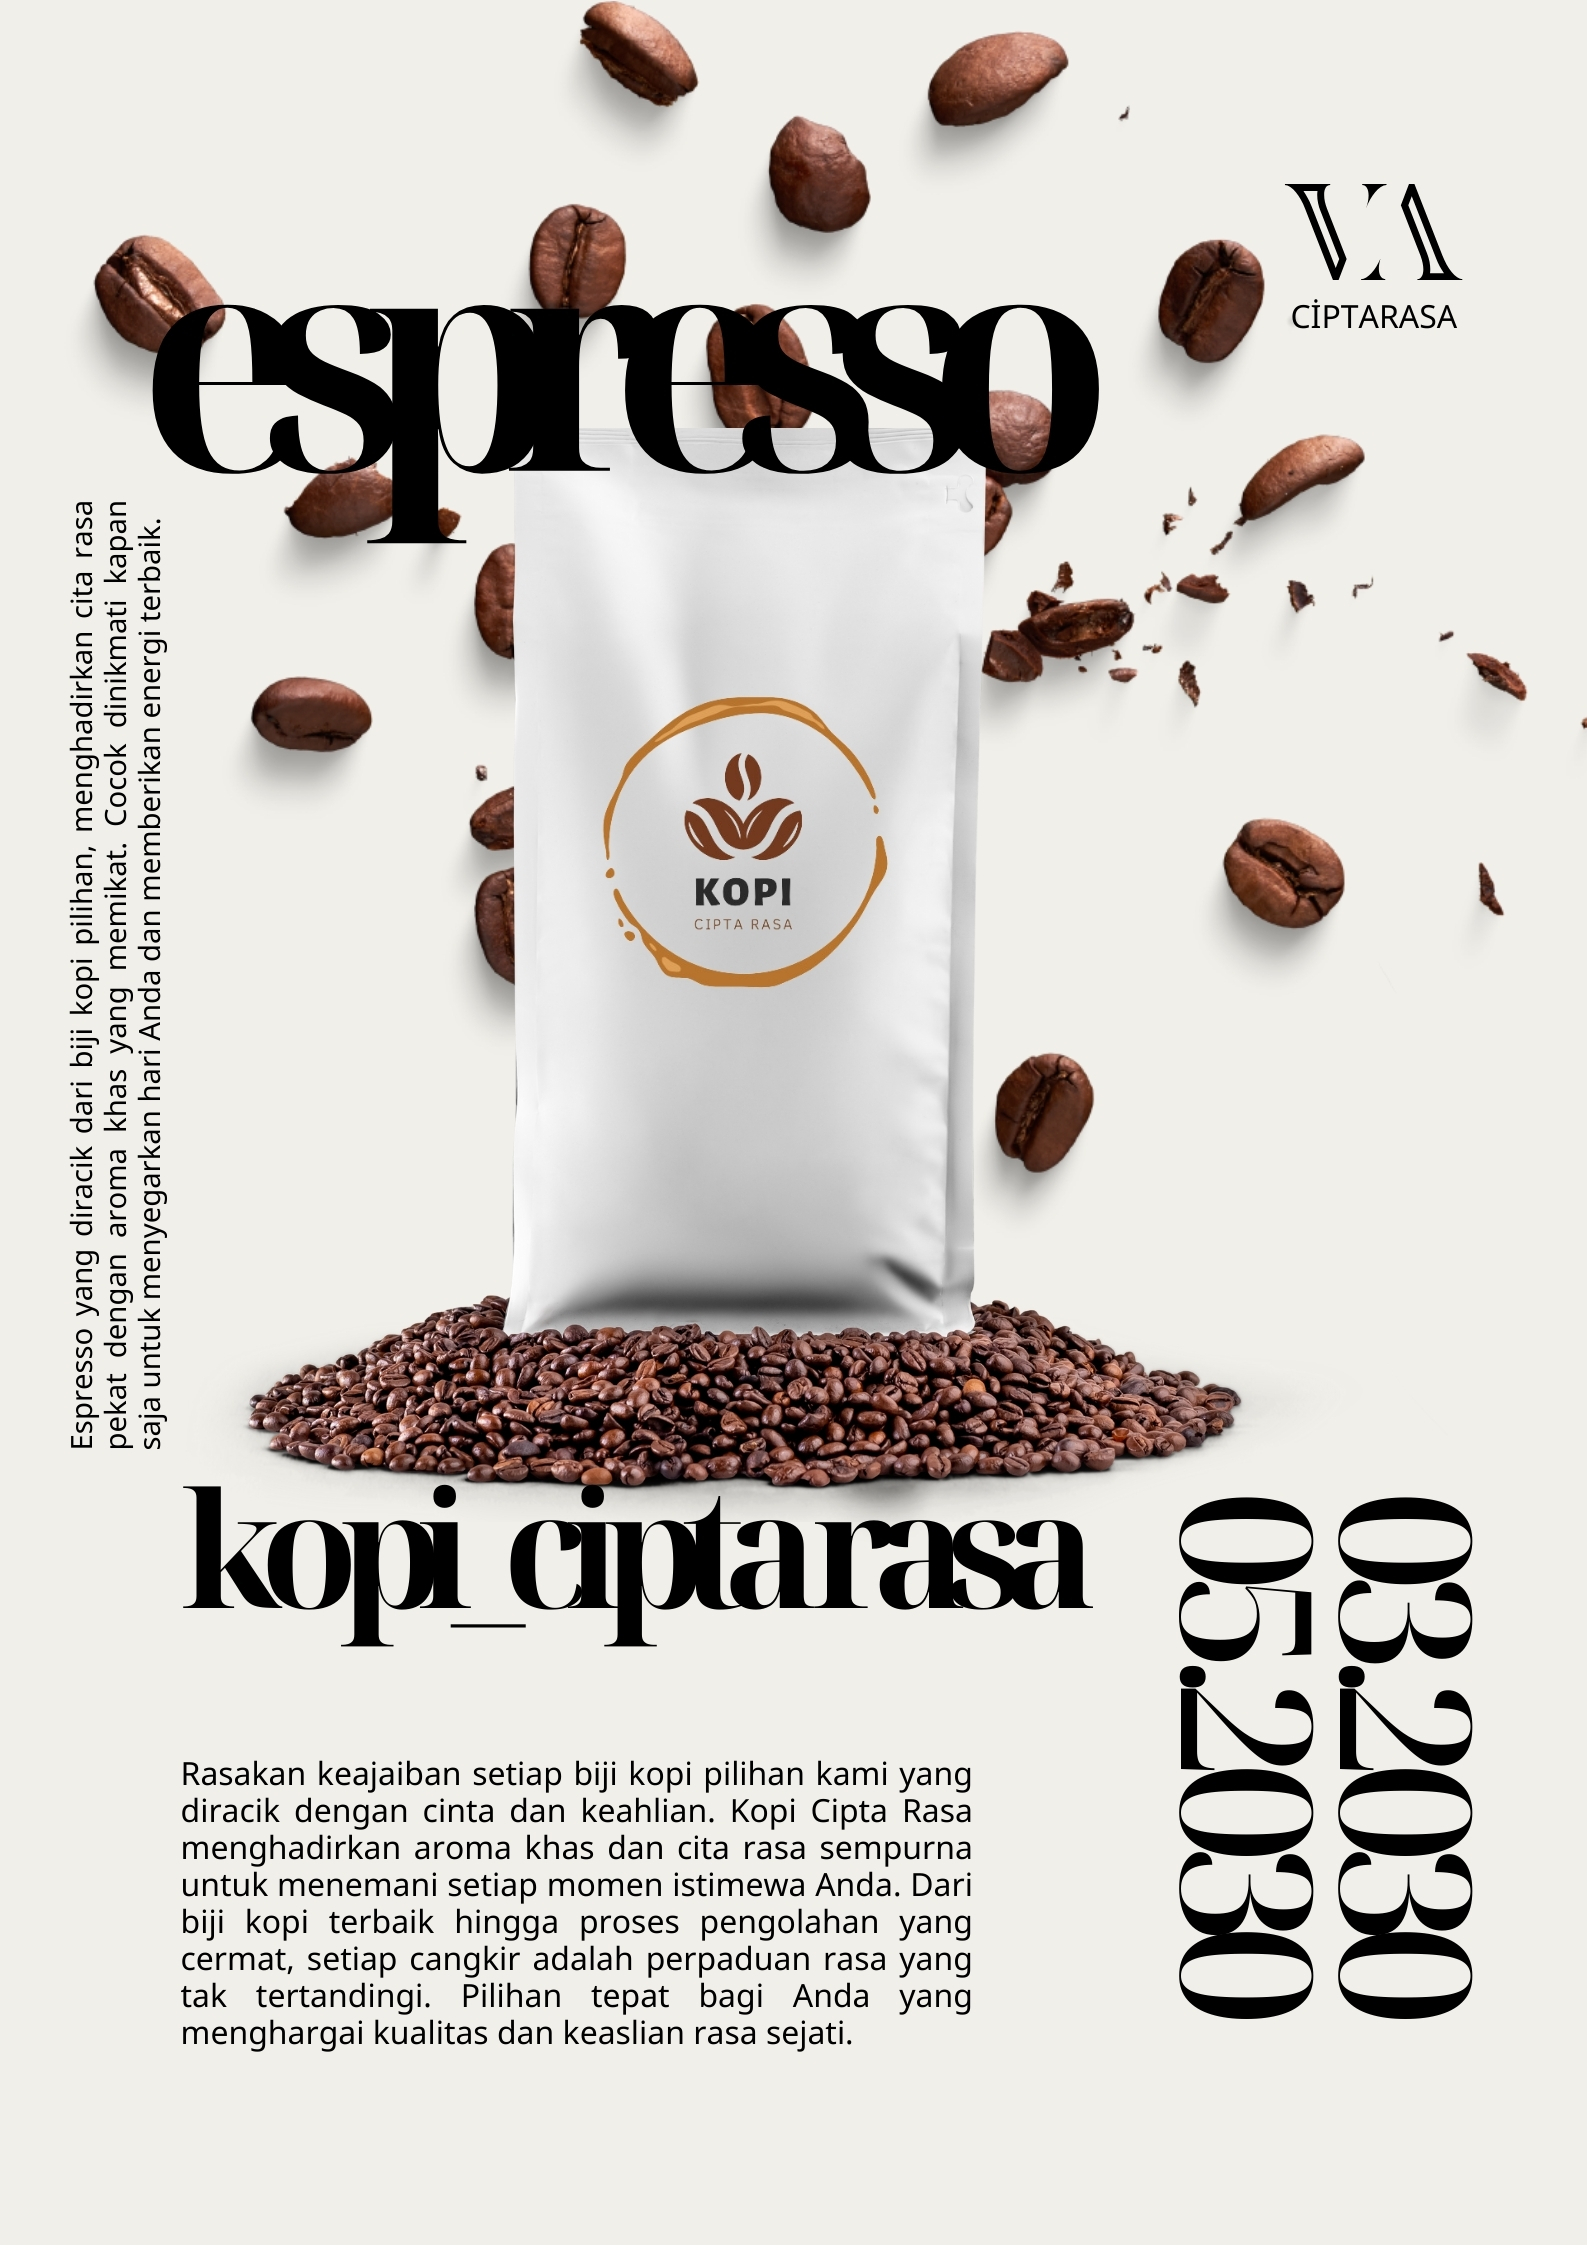 VA
CİPTARASA
espresso
Espresso yang diracik dari biji kopi pilihan, menghadirkan cita rasa
pekat dengan aroma khas yang memikat. Cocok dinikmati kapan
saja untuk menyegarkan hari Anda dan memberikan energi terbaik.
KOPI
CIPTA RASA
kopi_ciptarasa
03.2030
05.2030
Rasakan keajaiban setiap biji kopi pilihan kami yang
diracik dengan cinta dan keahlian. Kopi Cipta Rasa
menghadirkan aroma khas dan cita rasa sempurna
untuk menemani setiap momen istimewa Anda. Dari
biji kopi terbaik hingga proses pengolahan yang
cermat, setiap cangkir adalah perpaduan rasa yang
tak tertandingi. Pilihan tepat bagi Anda yang
menghargai kualitas dan keaslian rasa sejati.